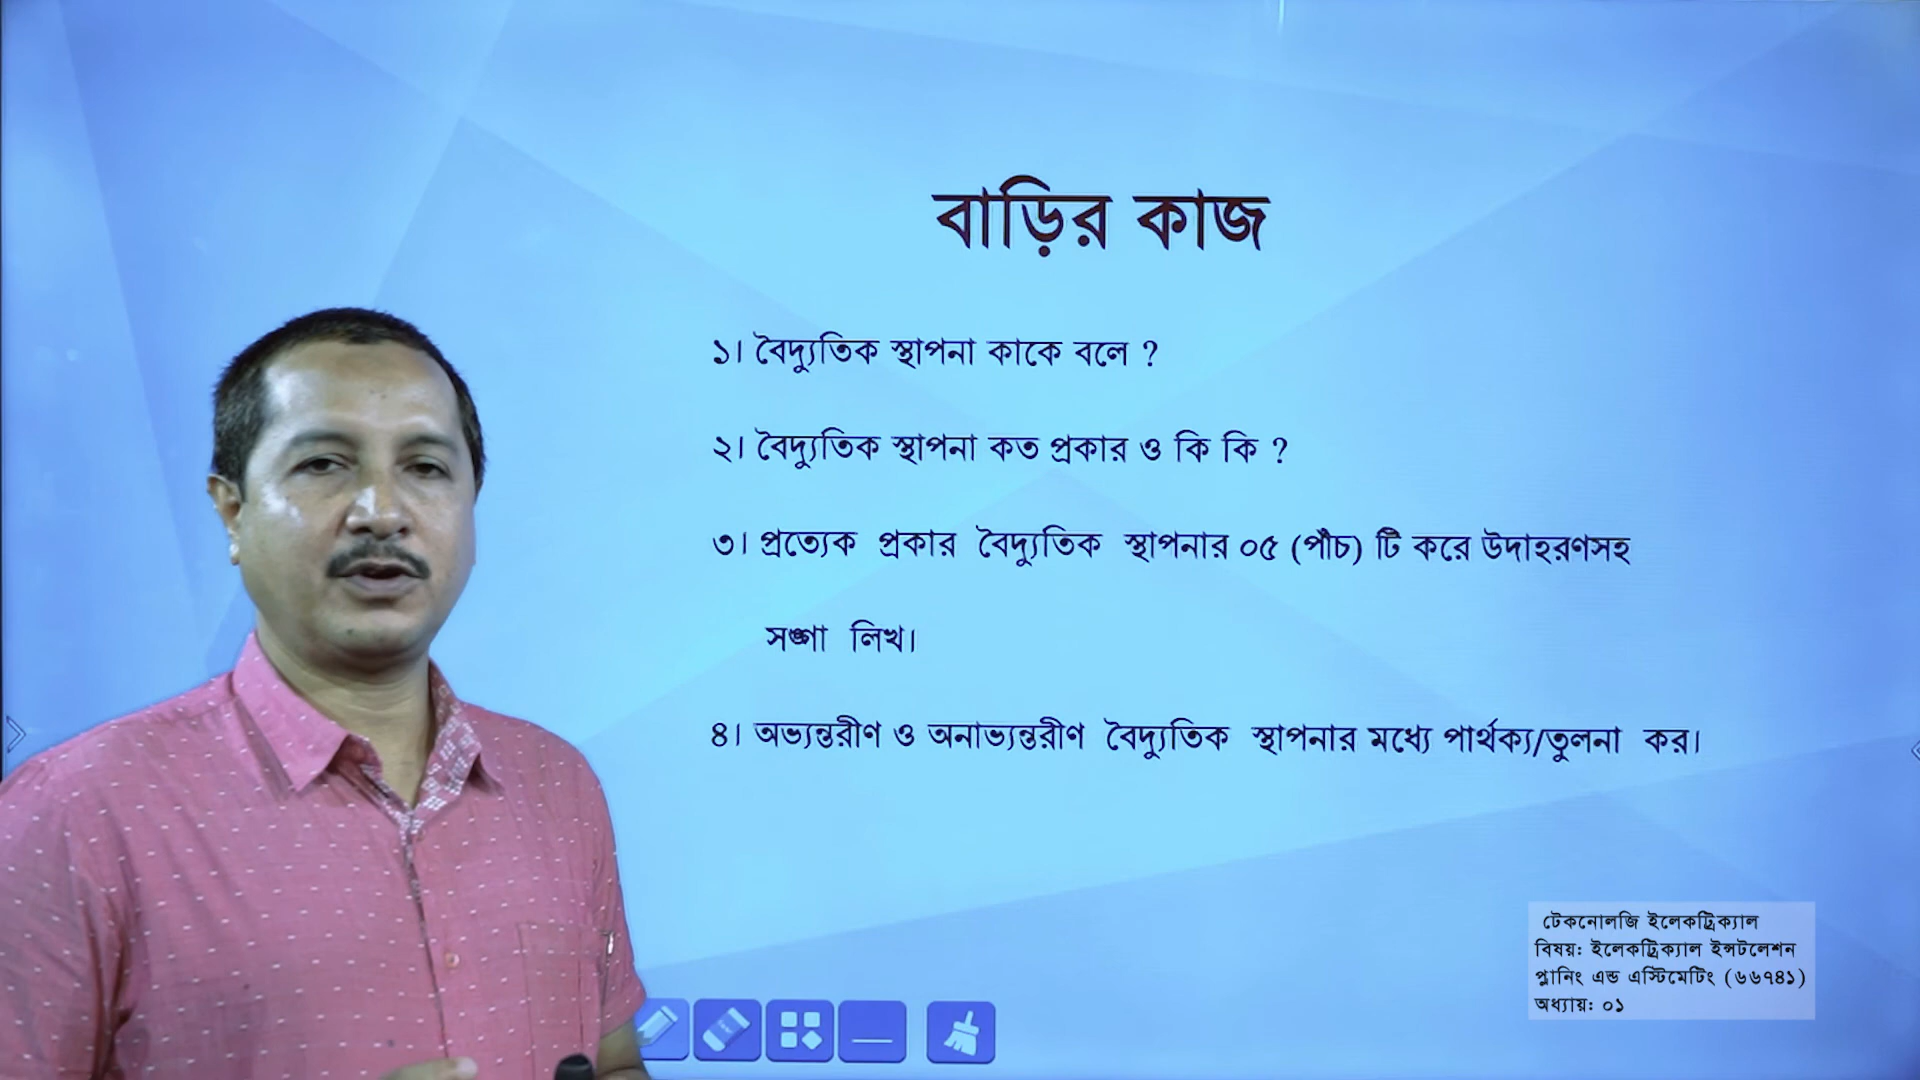 বাড়ির কাজ
১। বৈদ্যুতিক স্থাপনা কাকে বলে ?
২। বৈদ্যুতিক স্থাপনা কত প্রকার ও কি কি ?
৩। প্রত্যেক প্রকার বৈদ্যুতিক স্থাপনার ০৫ (পাঁচ) টি করে উদাহরণসহ
সঙ্গা লিখ।
৪। অভ্যন্তরীণ ও অনাভ্যন্তরীণ বৈদ্যুতিক স্থাপনার মধ্যে পার্থক্য/তুলনা কর।
টেকনোলজি ইলেকট্রিক্যাল
বিষয়: ইলেকট্রিক্যাল ইন্সটলেশন
প্লানিং এন্ড এস্টিমেটিং (৬৬৭৪১)
অধ্যায়: ০১